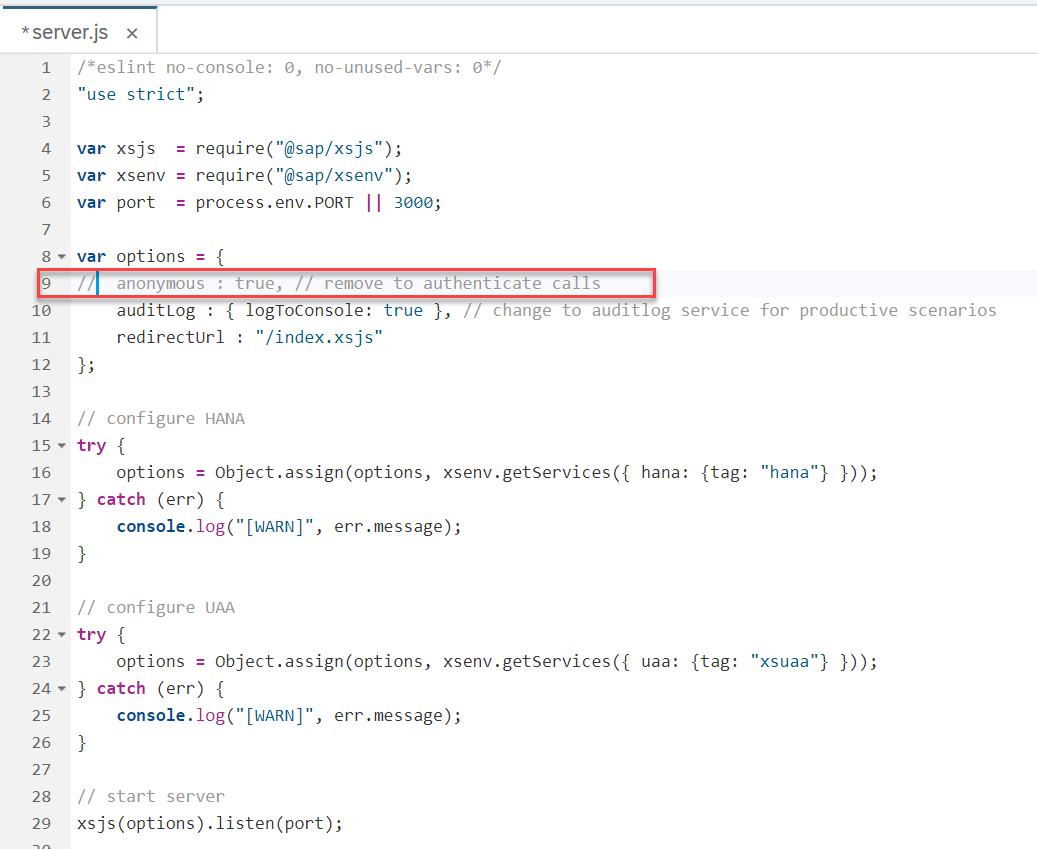 *server.js ×
1 /*eslint no-console: 0, no-unused-vars: 0*/
2 "use strict";
3
4 var xsjs  = require("@sap/xsjs");
5 var xsenv = require("@sap/xsenv");
6 var port  = process.env.PORT || 3000;
7
8 var options = {
9 //  anonymous : true, // remove to authenticate calls
10     auditLog : { logToConsole: true }, // change to auditlog service for productive scenarios
11     redirectUrl : "/index.xsjs"
12 };
13
14 // configure HANA
15 try {
16     options = Object.assign(options, xsenv.getServices({ hana: {tag: "hana"} }));
17 } catch (err) {
18     console.log("[WARN]", err.message);
19 }
20
21 // configure UAA
22 try {
23     options = Object.assign(options, xsenv.getServices({ uaa: {tag: "xsuaa"} }));
24 } catch (err) {
25     console.log("[WARN]", err.message);
26 }
27
28 // start server
29 xsjs(options).listen(port);